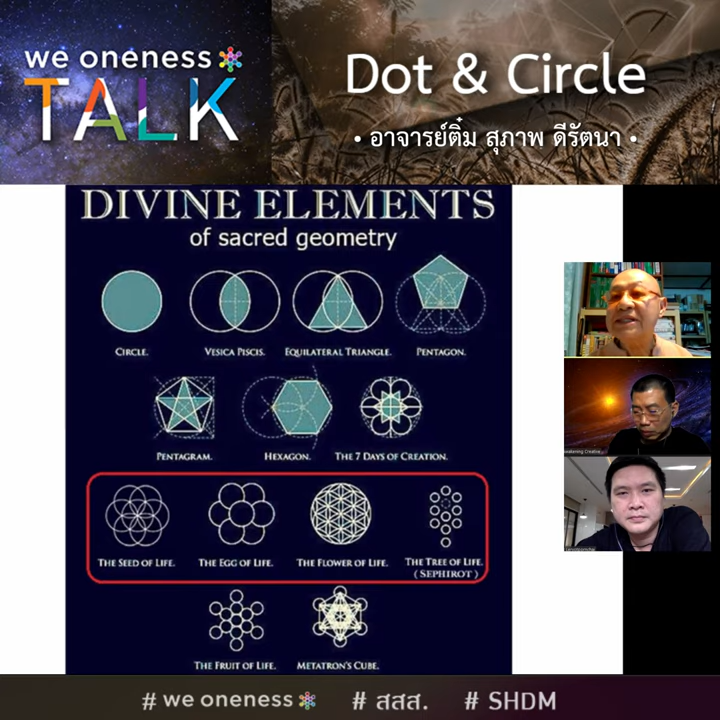 we oneness
TALK
Dot & Circle
• อาจารย์ติ๋ม สุภาพ ดีรัตนา •
DIVINE ELEMENTS
of sacred geometry
CIRCLE. VESICA PISCIS. EQUILATERAL TRIANGLE. PENTAGON.
PENTAGRAM. HEXAGON. THE 7 DAYS OF CREATION.
THE SEED OF LIFE. THE EGG OF LIFE. THE FLOWER OF LIFE. THE TREE OF LIFE.
( SEPHIROT )
THE FRUIT OF LIFE. METATRON'S CUBE.
# we oneness # สสส. # SHDM